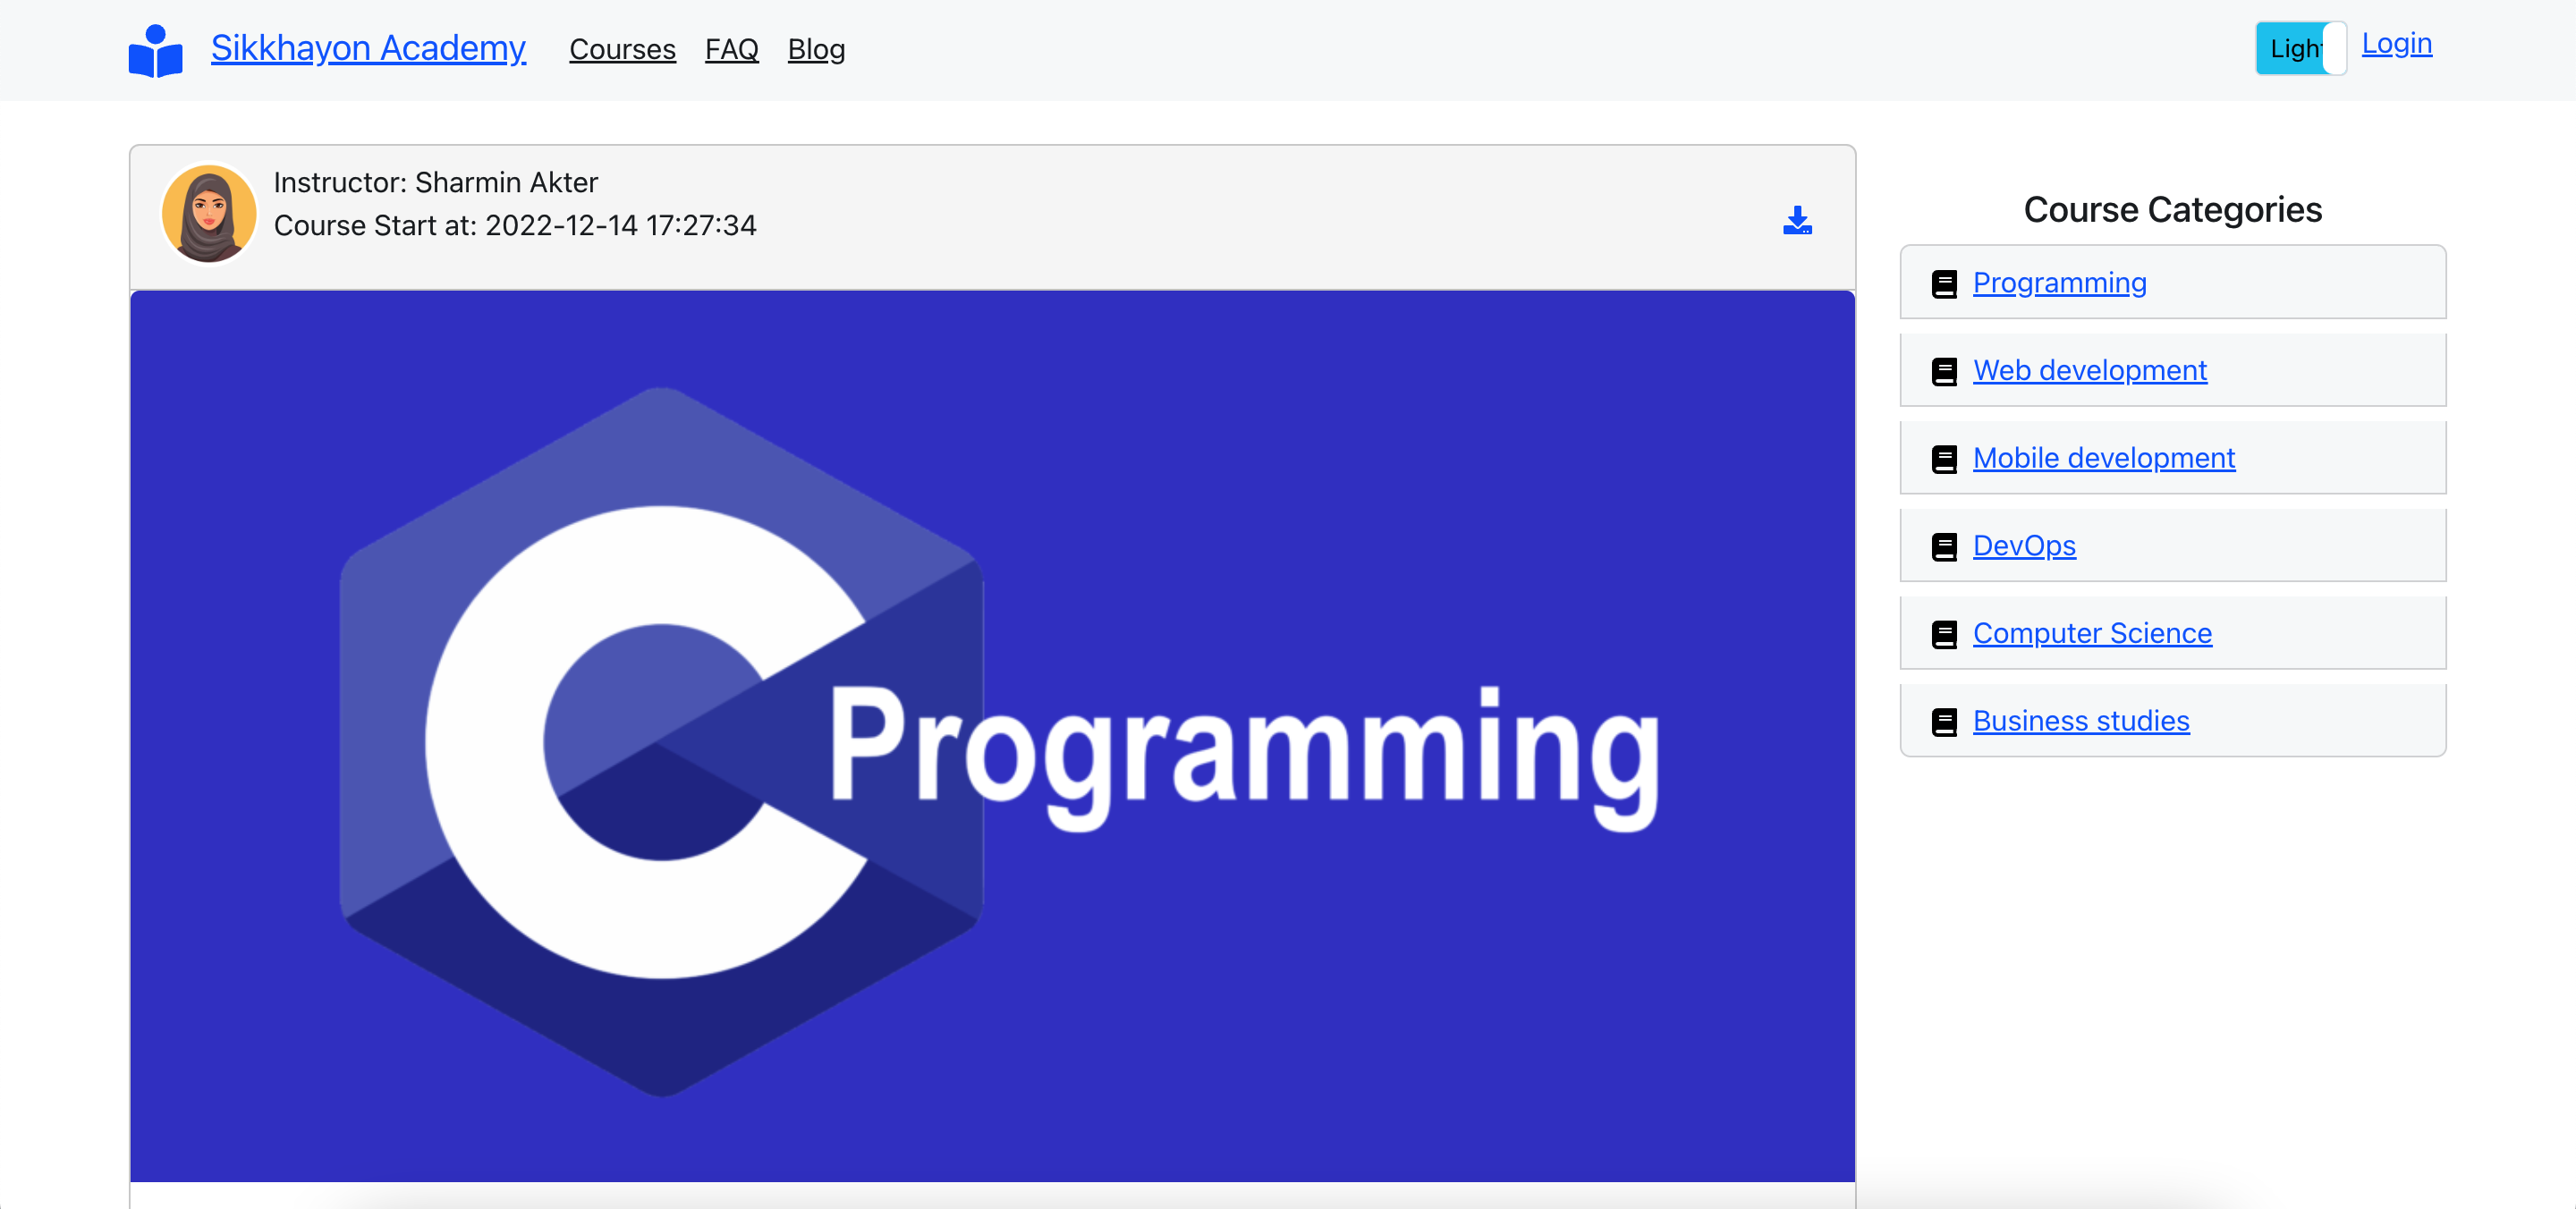 Sikkhayon Academy Courses FAQ Blog
Login
Instructor: Sharmin Akter
Course Start at: 2022-12-14 17:27:34
C Programming
Course Categories
Programming
Web development
Mobile development
DevOps
Computer Science
Business studies